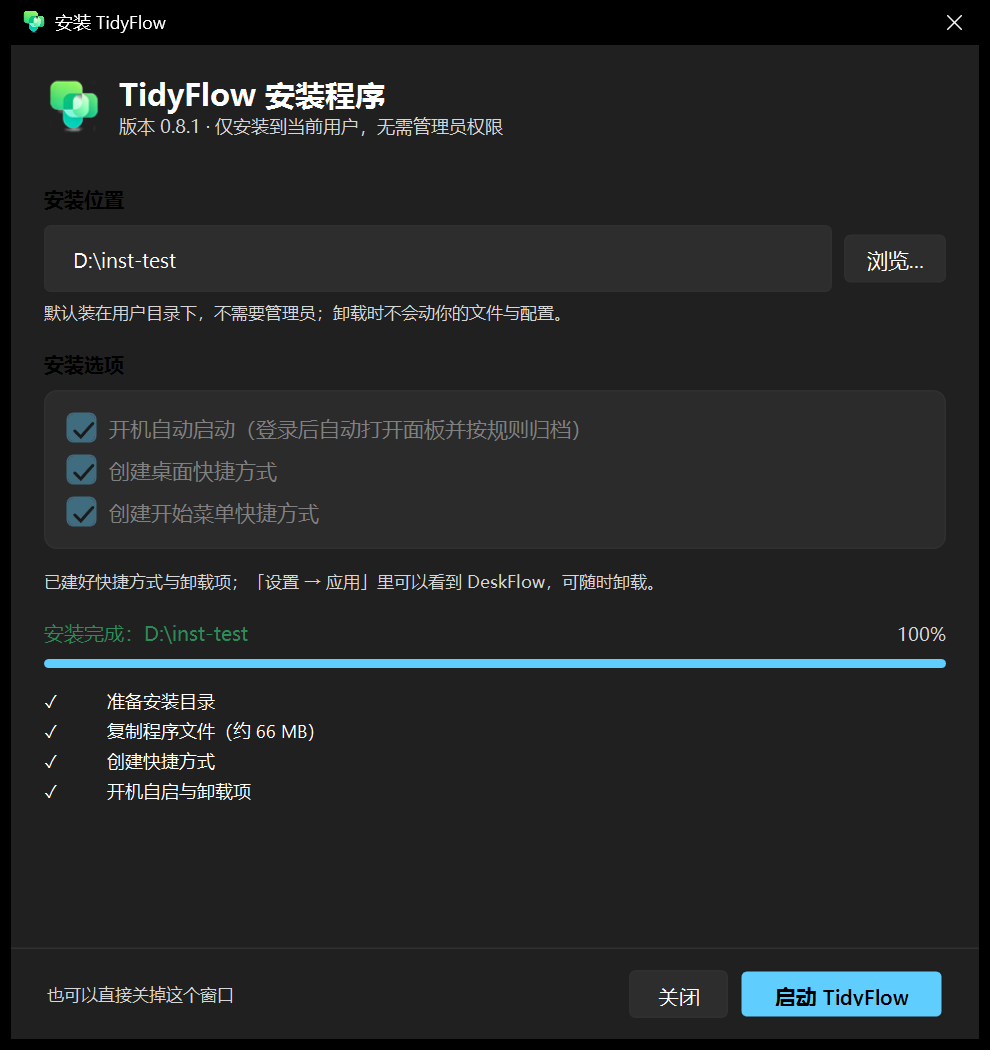 安装 TidyFlow
TidyFlow 安装程序
版本 0.8.1 · 仅安装到当前用户，无需管理员权限
安装位置
D:\inst-test
浏览...
默认装在用户目录下，不需要管理员；卸载时不会动你的文件与配置。
安装选项
开机自动启动（登录后自动打开面板并按规则归档）
创建桌面快捷方式
创建开始菜单快捷方式
已建好快捷方式与卸载项；「设置 → 应用」里可以看到 DeskFlow，可随时卸载。
安装完成：D:\inst-test
100%
✓ 准备安装目录
✓ 复制程序文件（约 66 MB）
✓ 创建快捷方式
✓ 开机自启与卸载项
也可以直接关掉这个窗口
关闭
启动 TidyFlow